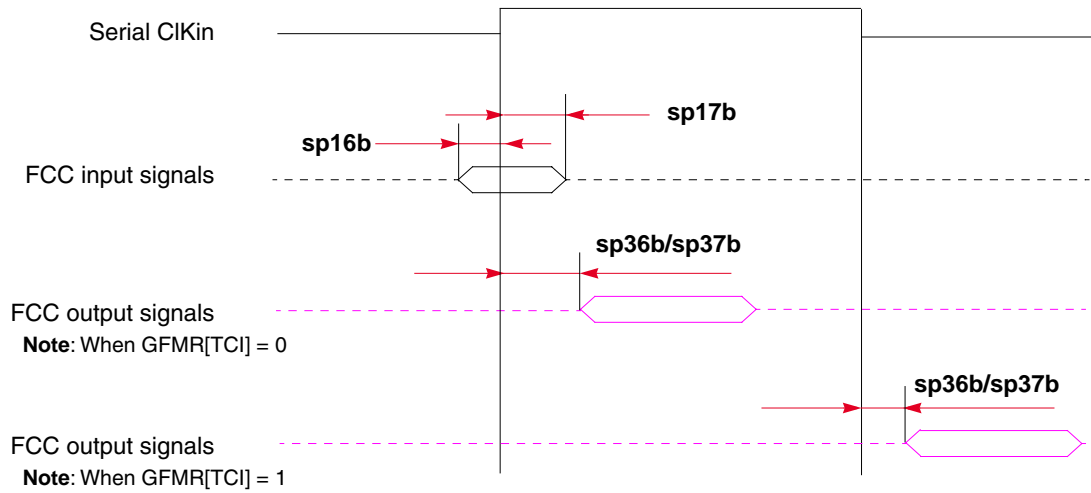 Serial ClKin
sp17b
sp16b
FCC input signals
sp36b/sp37b
FCC output signals
Note: When GFMR[TCI] = 0
sp36b/sp37b
FCC output signals
Note: When GFMR[TCI] = 1